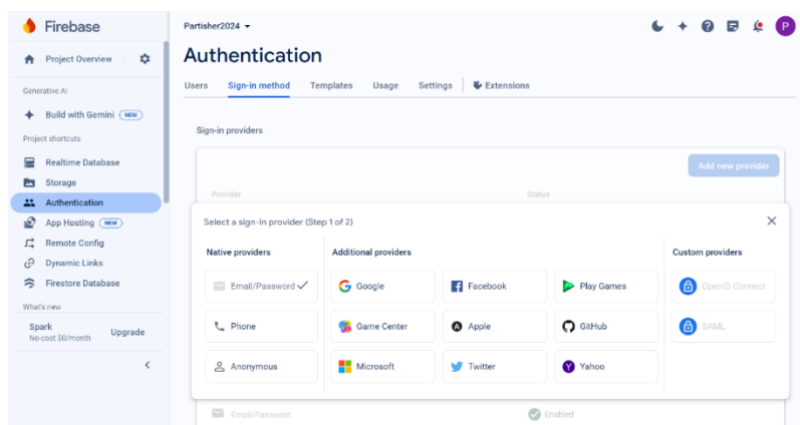 Firebase
Partisher2024
P
Project Overview
Authentication
Generative AI
Users Sign-in method Templates Usage Settings Extensions
Build with Gemini NEW
Project shortcuts
Sign-in providers
Realtime Database
Add new provider
Storage
Provider Status
Authentication
App Hosting NEW
Select a sign-in provider (Step 1 of 2)
Remote Config
Native providers Additional providers Custom providers
Dynamic Links
Firestore Database
Email/Password Google Facebook Play Games OpenID Connect
What's new
Spark
No-cost $0/month
Upgrade
Phone Game Center Apple GitHub SAML
Anonymous Microsoft Twitter Yahoo
Email/Password Enabled